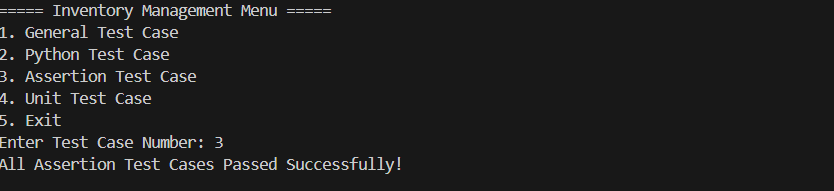 ===== Inventory Management Menu =====
1. General Test Case
2. Python Test Case
3. Assertion Test Case
4. Unit Test Case
5. Exit
Enter Test Case Number: 3
All Assertion Test Cases Passed Successfully!